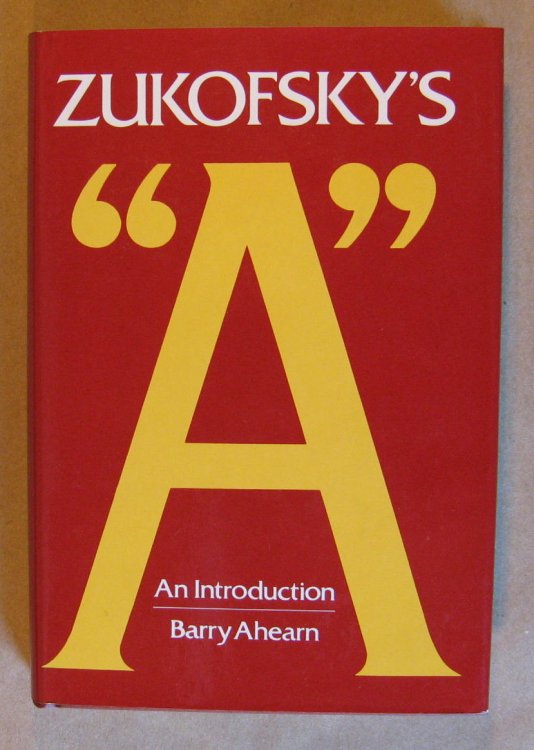 ZUKOFSKY'S
“A”
An Introduction
Barry Ahearn